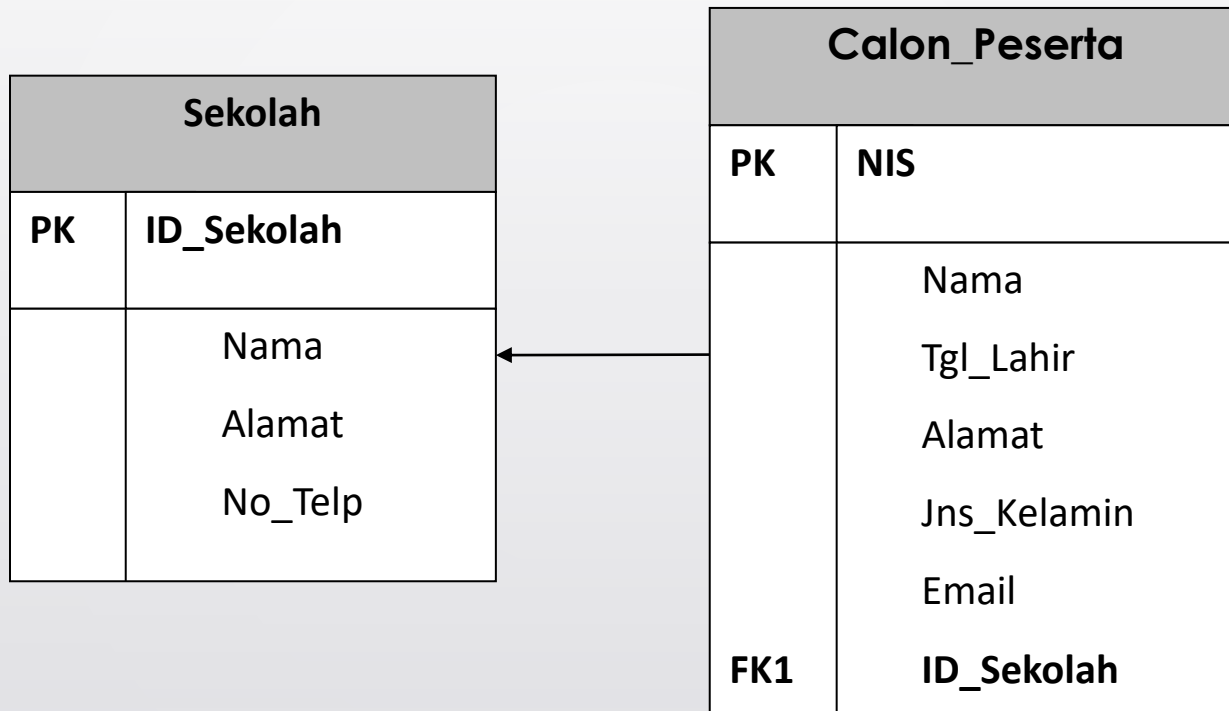 Sekolah
PK ID_Sekolah
Nama
Alamat
No_Telp
Calon_Peserta
PK NIS
Nama
Tgl_Lahir
Alamat
Jns_Kelamin
Email
FK1 ID_Sekolah